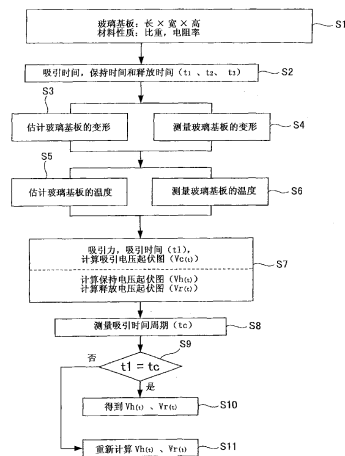 玻璃基板：长×宽×高
材料性质：比重，电阻率
S1
吸引时间，保持时间和释放时间（t1 、t2、 t3）
S2
S3
估计玻璃基板的变形
测量玻璃基板的变形
S4
S5
估计玻璃基板的温度
测量玻璃基板的温度
S6
吸引力，吸引时间（t1），
计算吸引电压起伏图（Vc(t)）
计算保持电压起伏图（Vh(t)）
计算释放电压起伏图（Vr(t)）
S7
测量吸引时间周期（tc）
S8
S9
否
t1 = tc
是
得到Vh(t) 、Vr(t)
S10
重新计算Vh(t) 、Vr(t)
S11